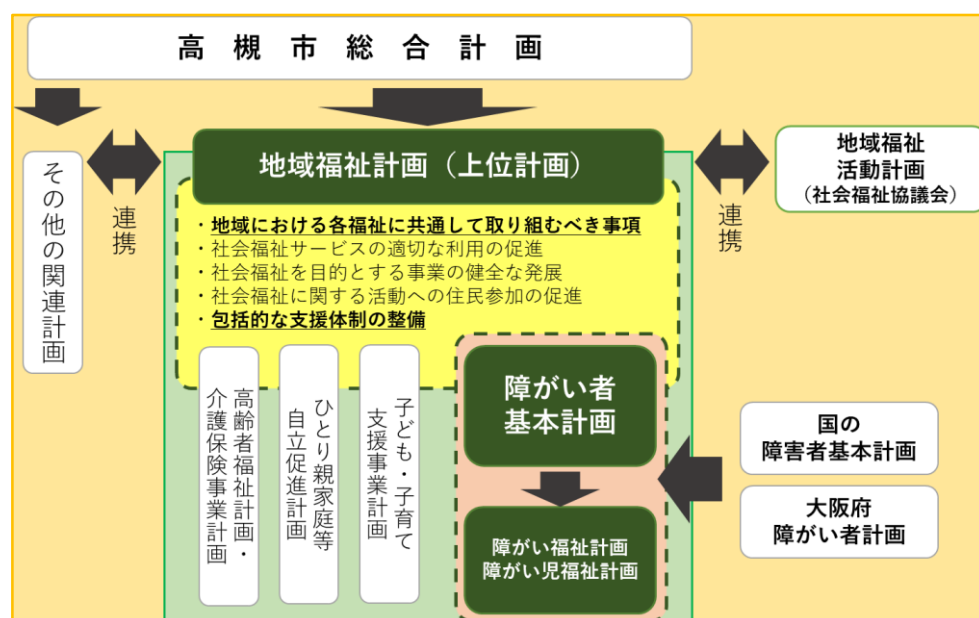 高槻市総合計画
地域福祉計画（上位計画）
地域福祉
活動計画
（社会福祉協議会）
その他の関連計画
連携
連携
・地域における各福祉に共通して取り組むべき事項
・社会福祉サービスの適切な利用の促進
・社会福祉を目的とする事業の健全な発展
・社会福祉に関する活動への住民参加の促進
・包括的な支援体制の整備
高齢者福祉計画・
介護保険事業計画
ひとり親家庭等
自立促進計画
子ども・子育て
支援事業計画
障がい者
基本計画
障がい福祉計画
障がい児福祉計画
国の
障害者基本計画
大阪府
障がい者計画